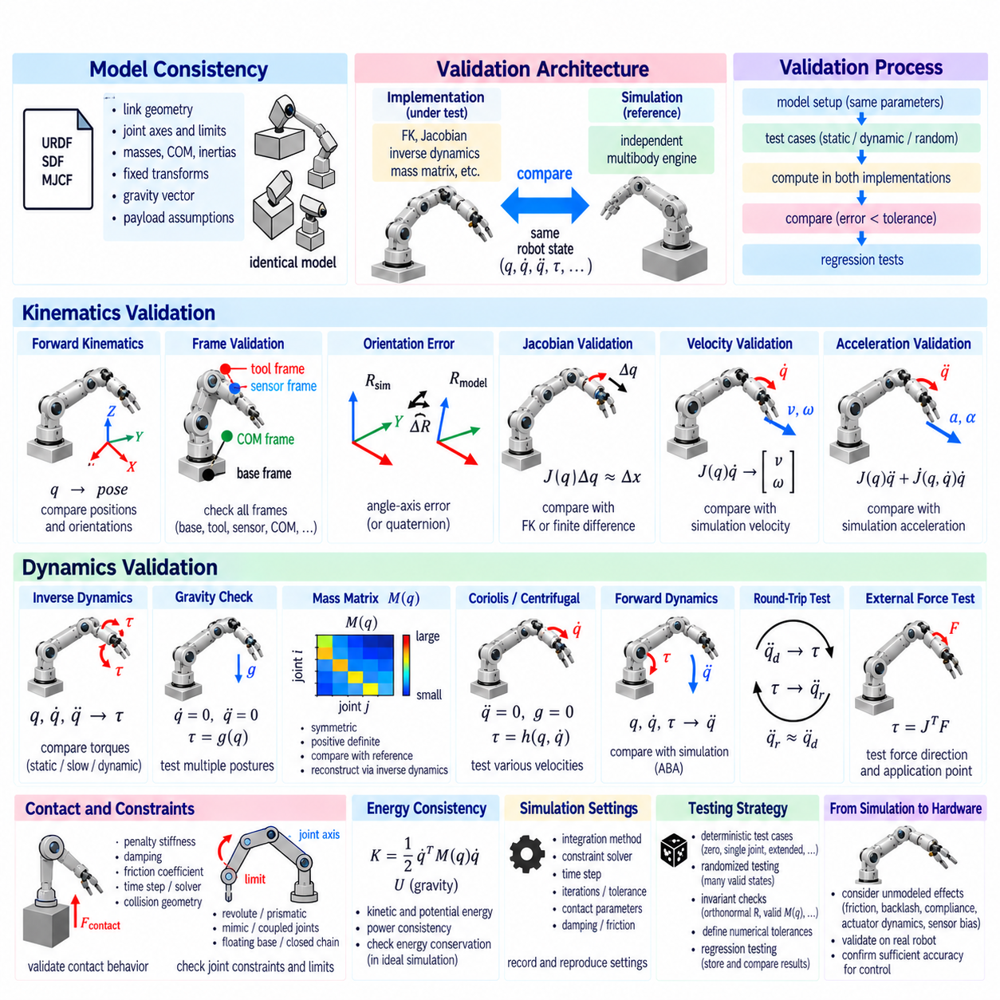 Model Consistency
URDF
SDF
MJCF
• link geometry
• joint axes and limits
• masses, COM, inertias
• fixed transforms
• gravity vector
• payload assumptions
identical model
Validation Architecture
Implementation
(under test)
FK, Jacobian
inverse dynamics
mass matrix, etc.
compare
same
robot state
(q, q̇, q̈, τ, …)
Simulation
(reference)
independent
multibody engine
Validation Process
model setup (same parameters)
test cases (static / dynamic / random)
compute in both implementations
compare (error < tolerance)
regression tests
Kinematics Validation
Forward Kinematics
Z
Y
X
q → pose
compare positions
and orientations
Frame Validation
tool frame
sensor frame
COM frame
base frame
check all frames
(base, tool, sensor, COM, …)
Orientation Error
R_sim
R_model
Y
ΔR
angle-axis error
(or quaternion)
Jacobian Validation
Δq
J(q)Δq ≈ Δx
compare with
FK or finite difference
Velocity Validation
q̇
ν, ω
J(q)q̇ → [ν
ω]
compare with
simulation velocity
Acceleration Validation
q̈
a, α
J(q)q̈ + J̇(q, q̇)q̇
compare with
simulation acceleration
Dynamics Validation
Inverse Dynamics
τ
τ
q, q̇, q̈ → τ
compare torques
(static / slow / dynamic)
Gravity Check
g
q̇ = 0, q̈ = 0
τ = g(q)
test multiple postures
Mass Matrix M(q)
M(q)
joint i
joint j
large
small
• symmetric
• positive definite
• compare with reference
• reconstruct via inverse dynamics
Coriolis / Centrifugal
q̇
q̈ = 0, g = 0
τ = h(q, q̇)
test various velocities
Forward Dynamics
τ
q̈
q, q̇, τ → q̈
compare with simulation
(ABA)
Round-Trip Test
q̈_d → τ
τ → q̈_r
q̈_r ≈ q̈_d
External Force Test
F
τ = JᵀF
test force direction
and application point
Contact and Constraints
F_contact
• penalty stiffness
• damping
• friction coefficient
• time step / solver
• collision geometry
validate contact behavior
joint axis
limit
• revolute / prismatic
• mimic / coupled joints
• floating base / closed chain
check joint constraints and limits
Energy Consistency
K = 1/2 q̇ᵀM(q)q̇
U (gravity)
• kinetic and potential energy
• power consistency
• check energy conservation
(in ideal simulation)
Simulation Settings
• integration method
• constraint solver
• time step
• iterations / tolerance
• contact parameters
• damping / friction
record and reproduce settings
Testing Strategy
• deterministic test cases
(zero, single joint, extended, …)
• randomized testing
(many valid states)
• invariant checks
(orthonormal R, valid M(q), …)
• define numerical tolerances
• regression testing
(store and compare results)
From Simulation to Hardware
• consider unmodeled effects
(friction, backlash, compliance,
actuator dynamics, sensor bias)
• validate on real robot
• confirm sufficient accuracy
for control